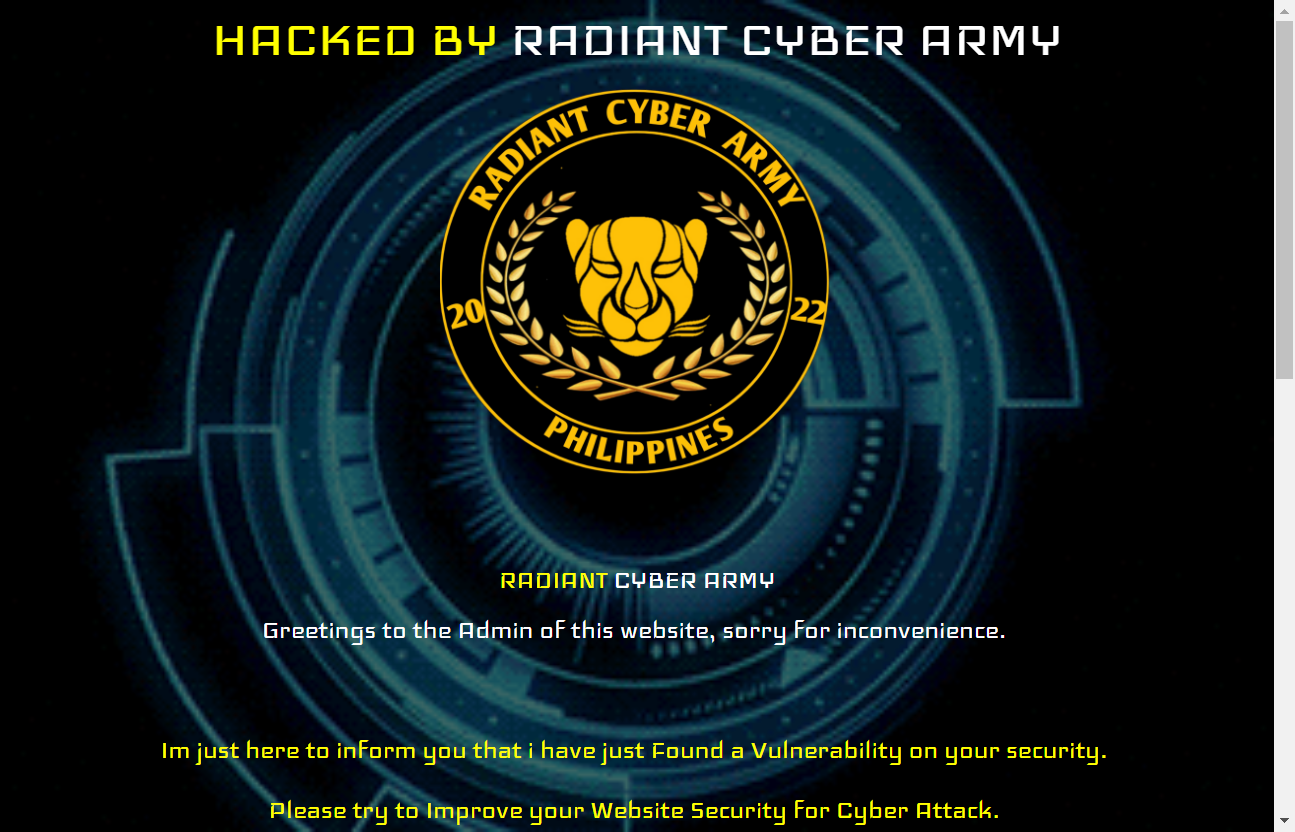 HACKED BY RADIANT CYBER ARMY
RADIANT CYBER ARMY
20 22
PHILIPPINES
RADIANT CYBER ARMY
Greetings to the Admin of this website, sorry for inconvenience.
Im just here to inform you that i have just Found a Vulnerability on your security.
Please try to Improve your Website Security for Cyber Attack.